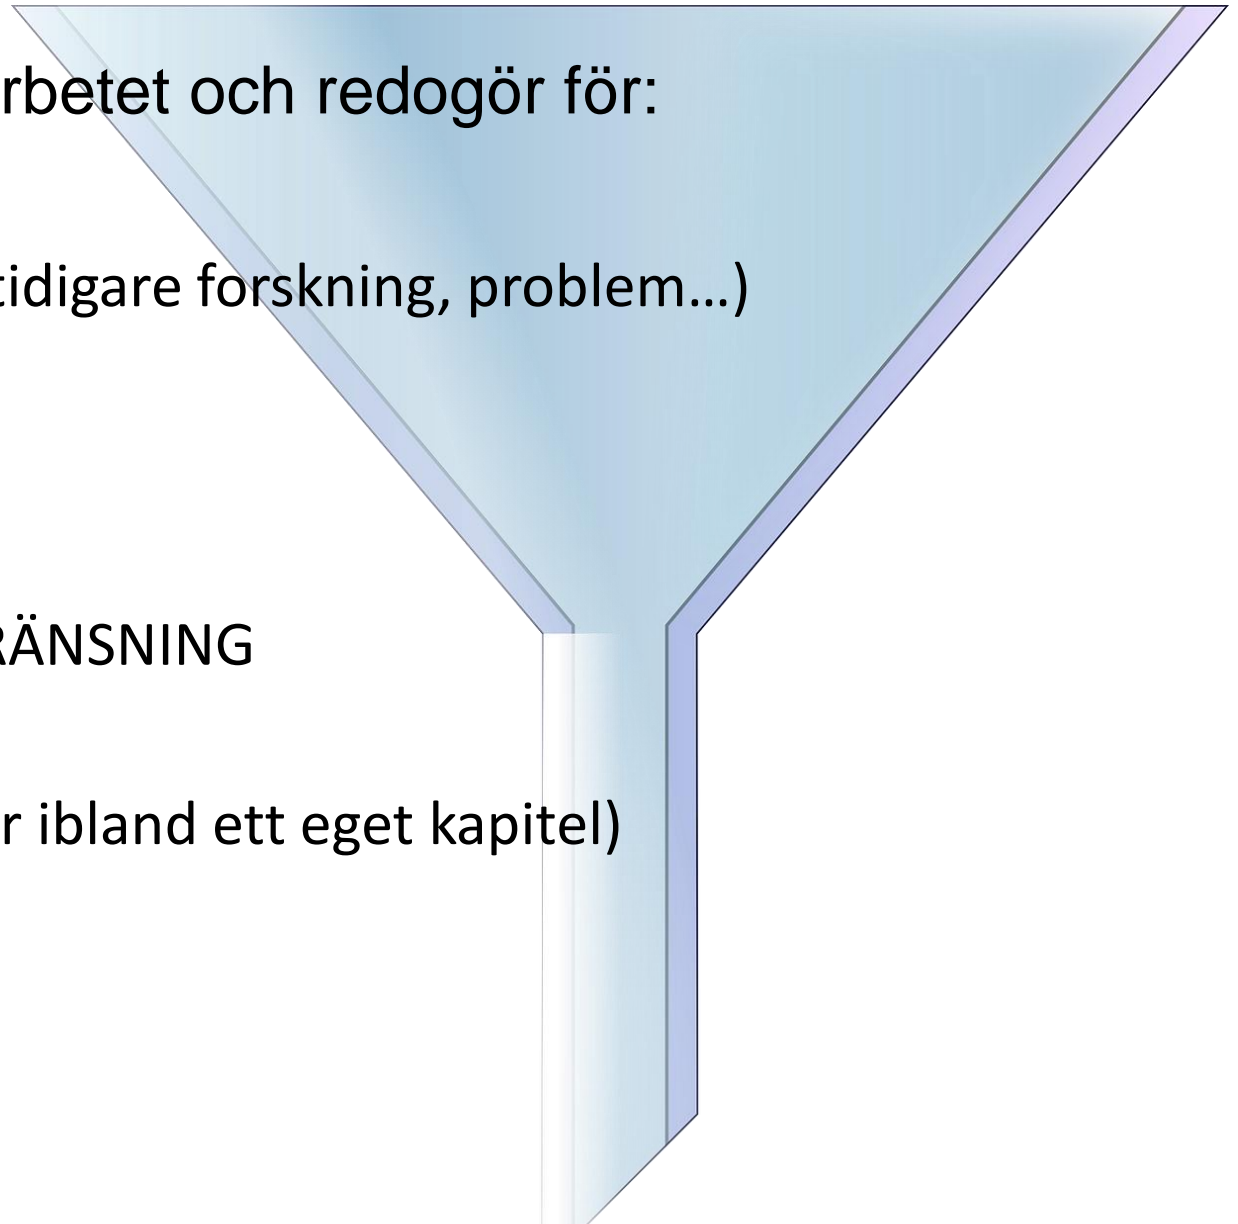 rbetet och redogör för:
tidigare forskning, problem…)
RÄNSNING
r ibland ett eget kapitel)